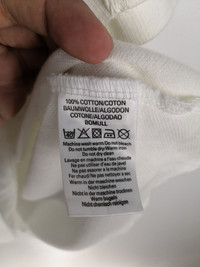 100% COTTON/COTON
BAUMWOLLE/ALGODON
COTONE/ALGODAO
BOMULL
Machine wash warm/Do not bleach
Do not tumble dry/Warm iron
Do not dry clean
Lavage en machine a l'eau chaude
Ne pas utiliser d'eau de javel
Ne pas essorer a la machine
Fer chaud/Ne pas nettoyer a sec
Warm in der maschine waschen
Nicht bleichen
Nicht in der maschine trocknen
Warm bugeln
Nicht chemisch reinigen